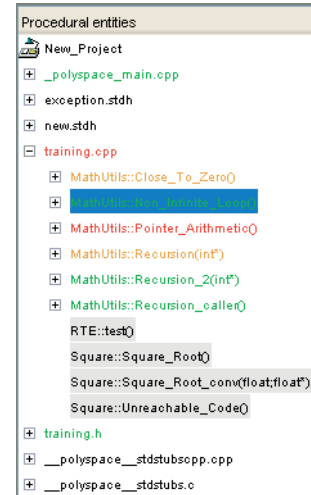 Procedural entities
New_Project
_polyspace_main.cpp
exception.stdh
new.stdh
training.cpp
MathUtils::Close_To_Zero()
MathUtils::Non_Infinite_Loop()
MathUtils::Pointer_Arithmetic()
MathUtils::Recursion(int*)
MathUtils::Recursion_2(int*)
MathUtils::Recursion_caller()
RTE::test()
Square::Square_Root()
Square::Square_Root_conv(float;float*)
Square::Unreachable_Code()
training.h
__polyspace__stdstubscpp.cpp
__polyspace__stdstubs.c